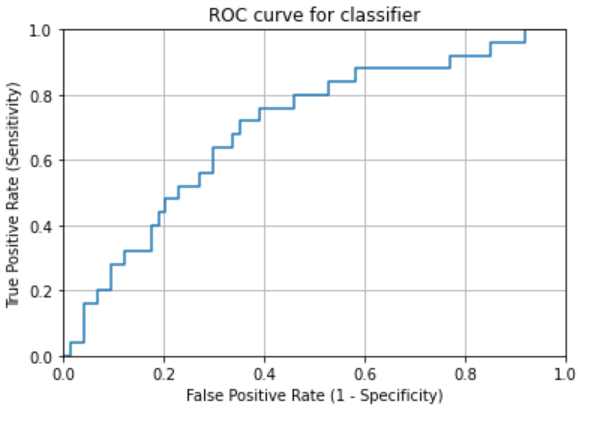 ROC curve for classifier
1.0
0.8
0.6
0.4
0.2
0.0
True Positive Rate (Sensitivity)
0.0 0.2 0.4 0.6 0.8 1.0
False Positive Rate (1 - Specificity)